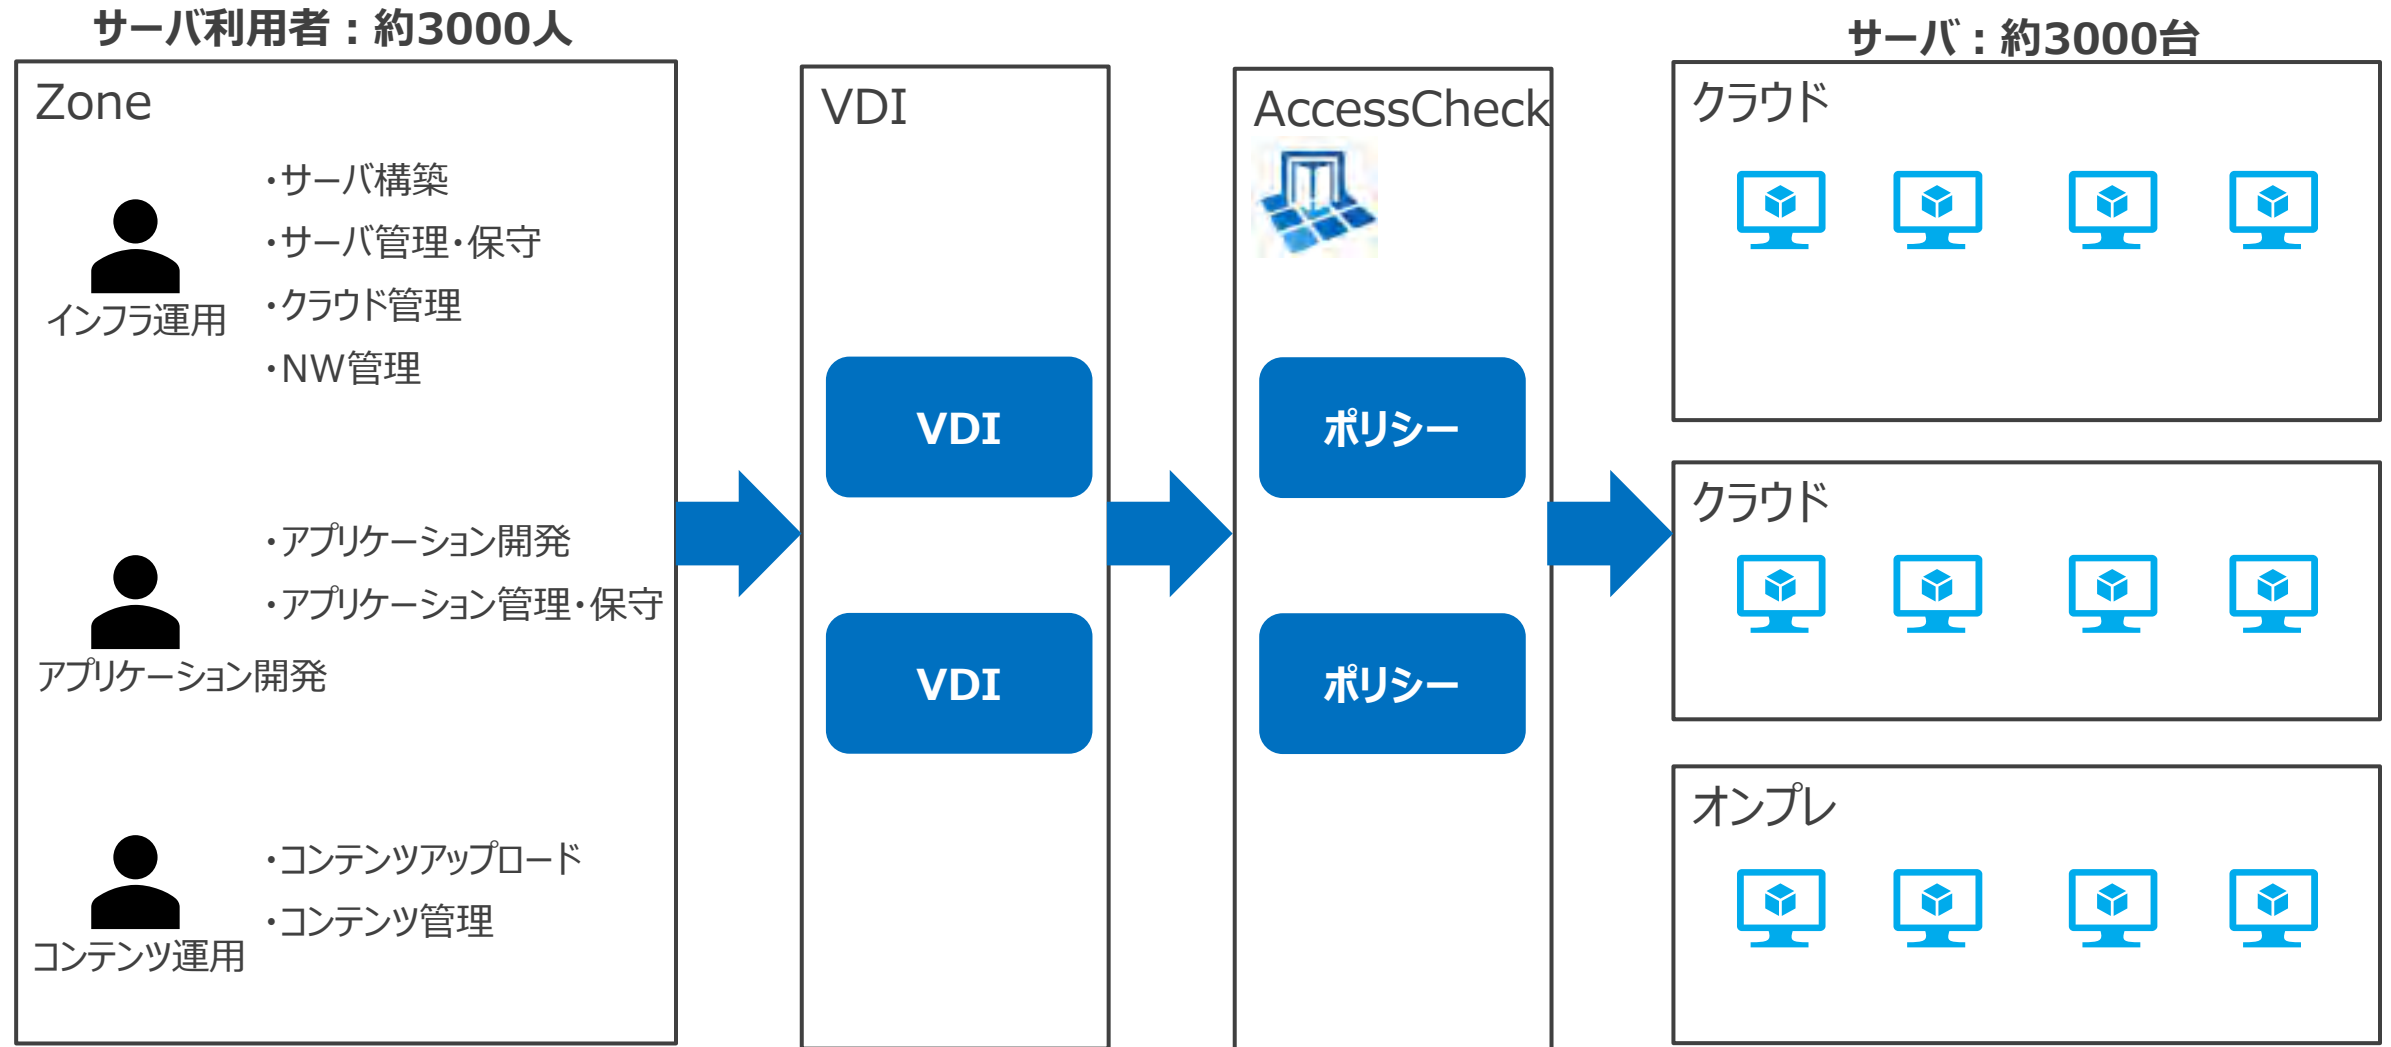 サーバ利用者：約3000人
Zone
・サーバ構築
・サーバ管理・保守
・クラウド管理
・NW管理
インフラ運用
・アプリケーション開発
・アプリケーション管理・保守
アプリケーション開発
・コンテンツアップロード
・コンテンツ管理
コンテンツ運用
VDI
VDI
VDI
AccessCheck
ポリシー
ポリシー
サーバ：約3000台
クラウド
クラウド
オンプレ